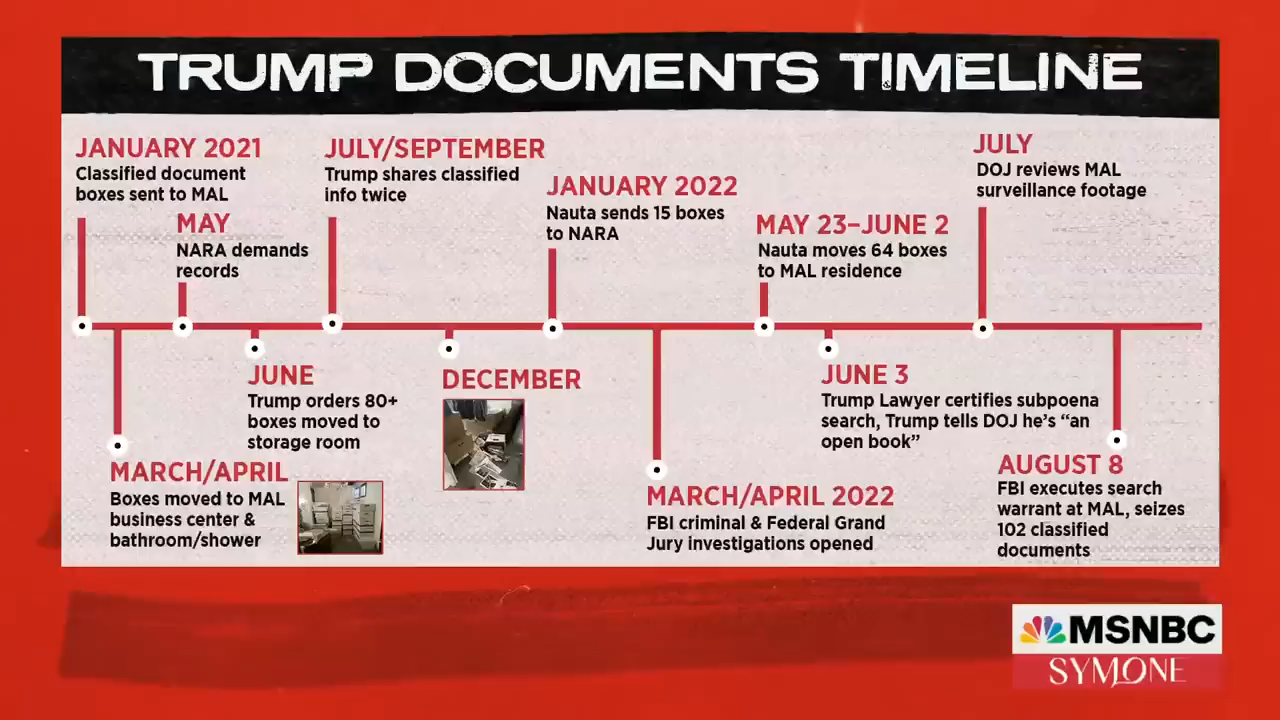 TRUMP DOCUMENTS TIMELINE
JANUARY 2021
Classified document
boxes sent to MAL
MARCH/APRIL
Boxes moved to MAL
business center &
bathroom/shower
MAY
NARA demands
records
JUNE
Trump orders 80+
boxes moved to
storage room
JULY/SEPTEMBER
Trump shares classified
info twice
DECEMBER
JANUARY 2022
Nauta sends 15 boxes
to NARA
MARCH/APRIL 2022
FBI criminal & Federal Grand
Jury investigations opened
MAY 23–JUNE 2
Nauta moves 64 boxes
to MAL residence
JUNE 3
Trump Lawyer certifies subpoena
search, Trump tells DOJ he’s “an
open book”
JULY
DOJ reviews MAL
surveillance footage
AUGUST 8
FBI executes search
warrant at MAL, seizes
102 classified
documents
MSNBC
SYMONE